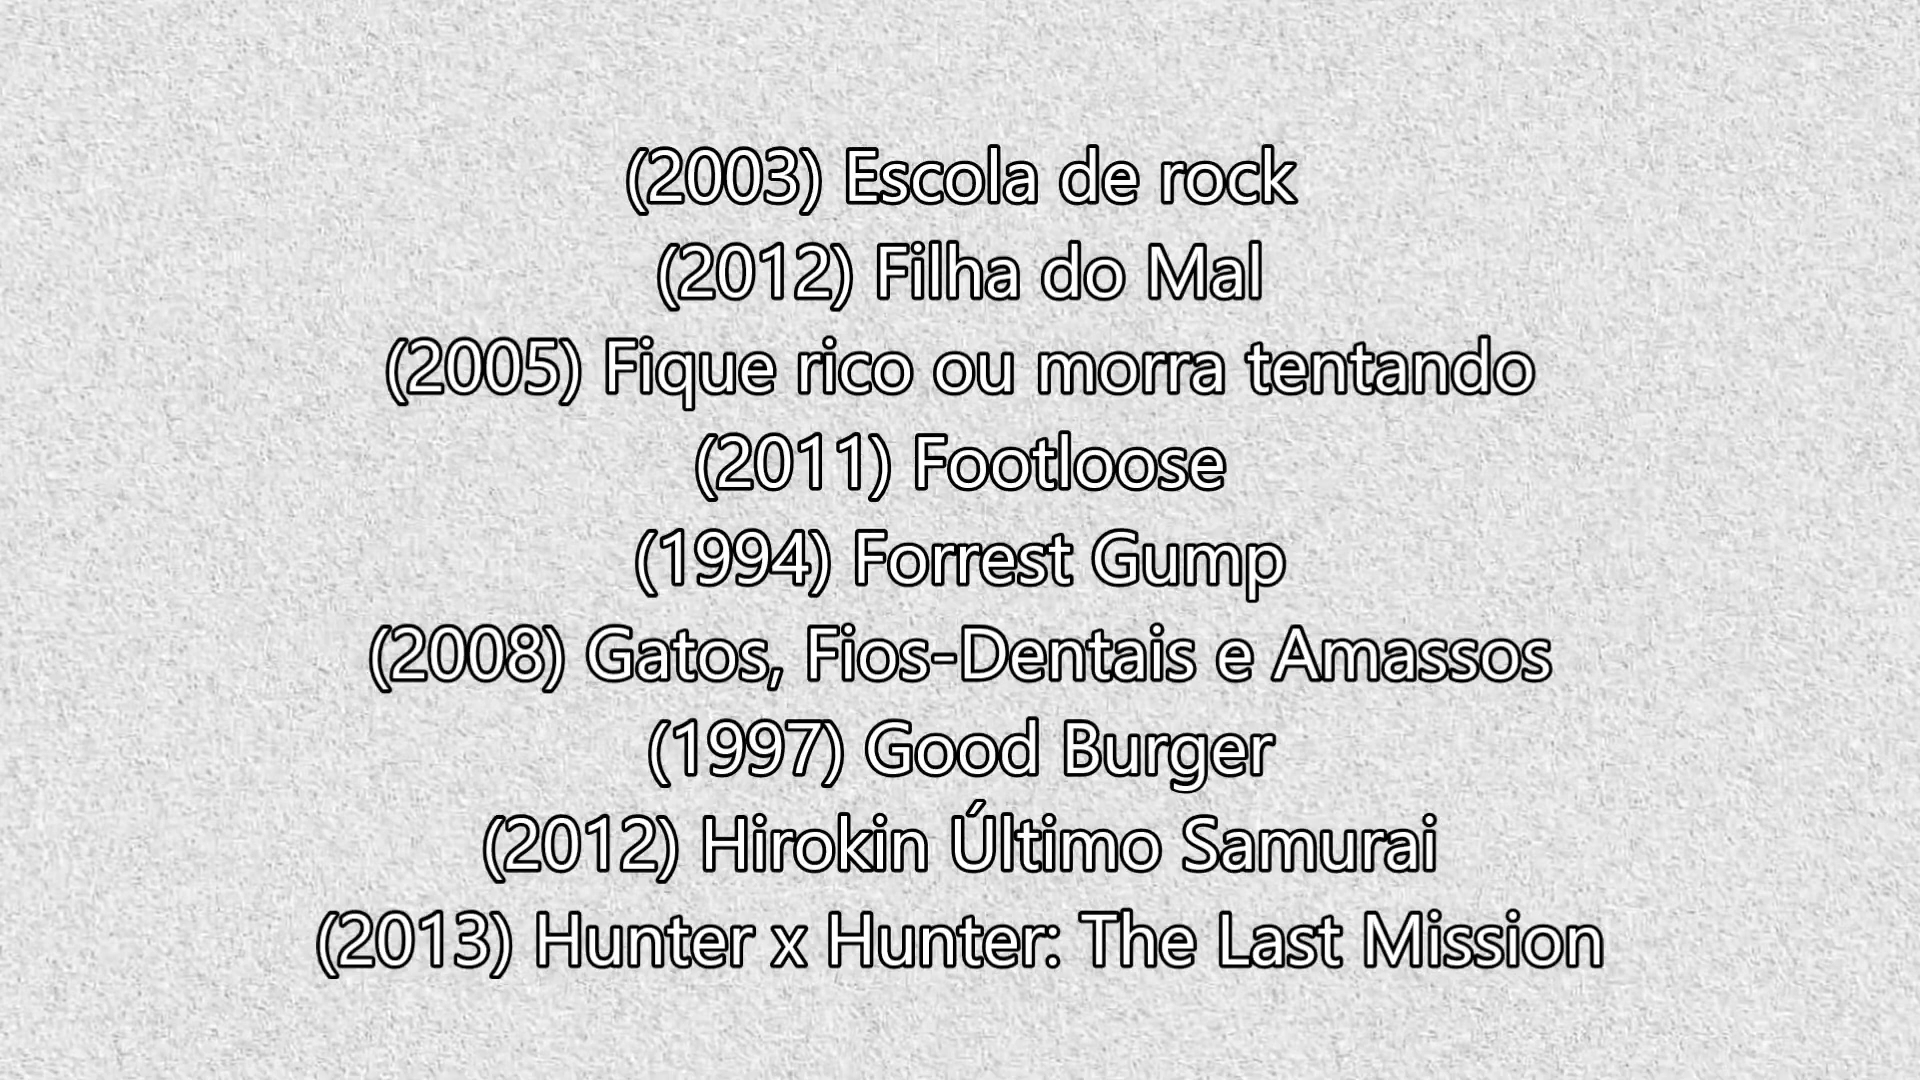 (2003) Escola de rock
(2012) Filha do Mal
(2005) Fique rico ou morra tentando
(2011) Footloose
(1994) Forrest Gump
(2008) Gatos, Fios-Dentais e Amassos
(1997) Good Burger
(2012) Hirokin Último Samurai
(2013) Hunter x Hunter: The Last Mission